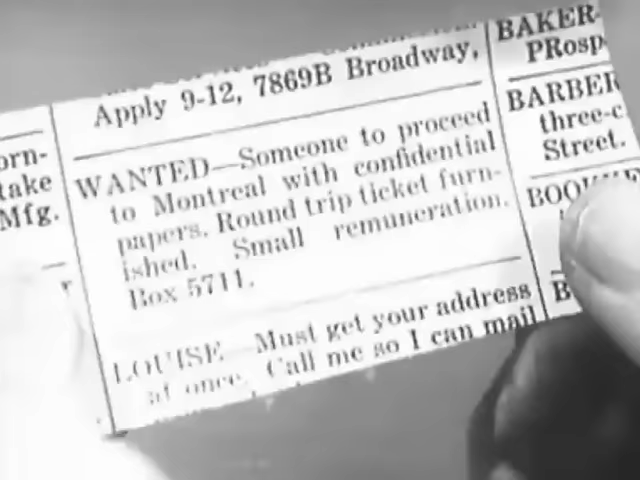 Apply 9-12, 7869B Broadway,
WANTED—Someone to proceed
to Montreal with confidential
papers. Round trip ticket furn-
ished. Small remuneration.
Box 5711.
LOUISE—Must get your address
at once. Call me so I can mail
orn-
take
Mfg.
BAKER-
PRosp
BARBER
three-c
Street.